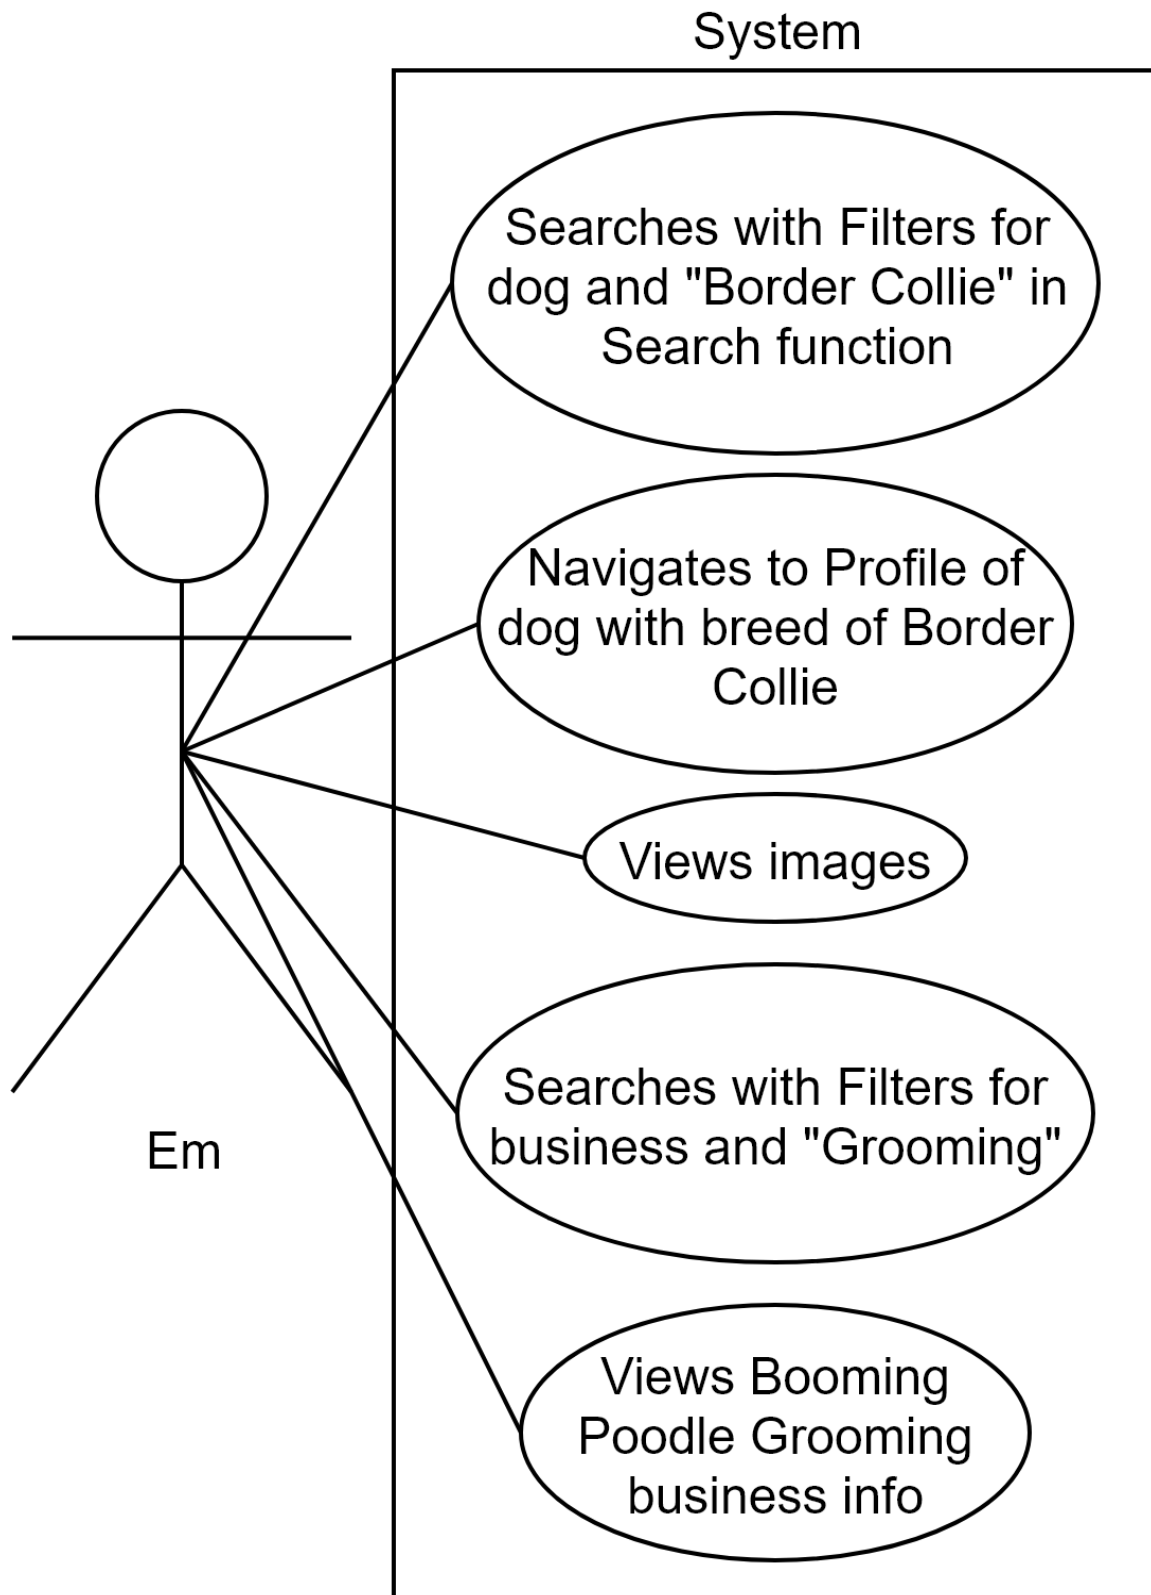 System
Searches with Filters for
dog and "Border Collie" in
Search function
Navigates to Profile of
dog with breed of Border
Collie
Views images
Searches with Filters for
business and "Grooming"
Em
Views Booming
Poodle Grooming
business info